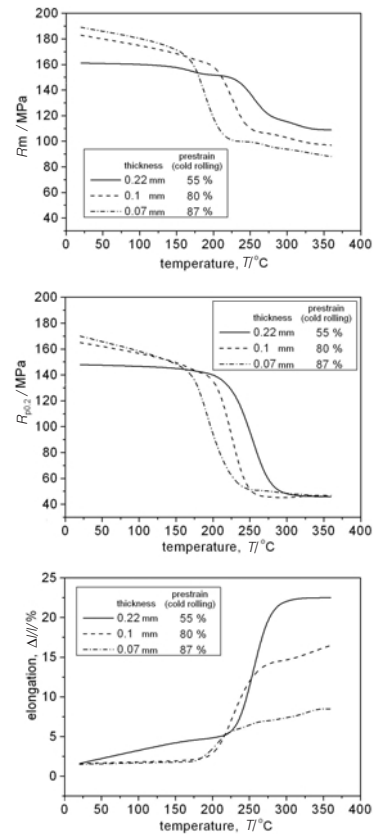 200
180
160
140
120
100
80
60
40
Rm / MPa
thickness prestrain (cold rolling)
0.22 mm 55 %
0.1 mm 80 %
0.07 mm 87 %
0 50 100 150 200 250 300 350 400
temperature, T/°C
200
180
160
140
120
100
80
60
40
Rp0.2 / MPa
thickness prestrain (cold rolling)
0.22 mm 55 %
0.1 mm 80 %
0.07 mm 87 %
0 50 100 150 200 250 300 350 400
temperature, T/°C
25
20
15
10
5
0
elongation, Δl/l/%
thickness prestrain (cold rolling)
0.22 mm 55 %
0.1 mm 80 %
0.07 mm 87 %
0 50 100 150 200 250 300 350 400
temperature, T/°C